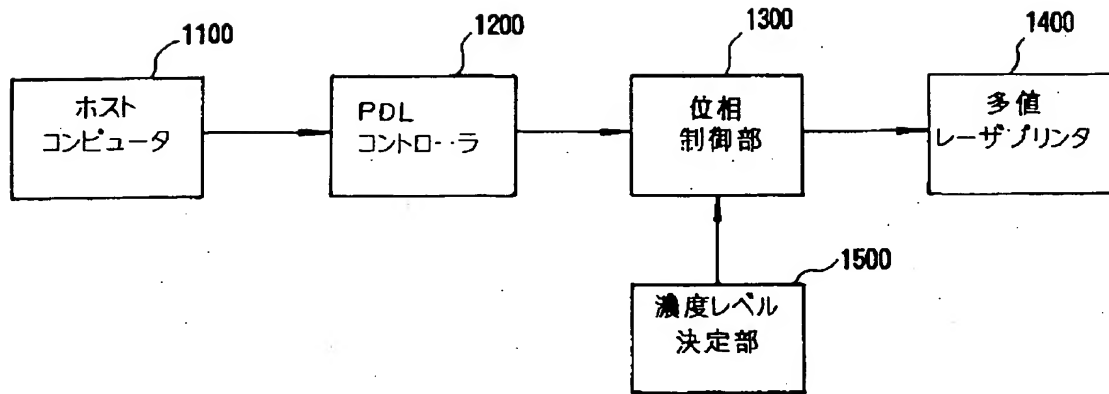 1100
ホスト
コンピュータ
1200
PDL
コントローラ
1300
位相
制御部
1400
多値
レーザプリンタ
1500
濃度レベル
決定部